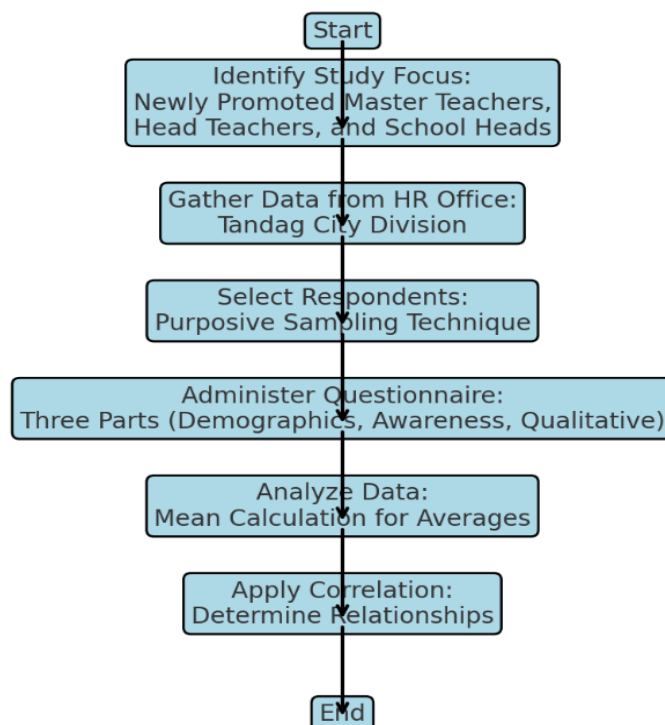 Start
Identify Study Focus:
Newly Promoted Master Teachers,
Head Teachers, and School Heads
Gather Data from HR Office:
Tandag City Division
Select Respondents:
Purposive Sampling Technique
Administer Questionnaire:
Three Parts (Demographics, Awareness, Qualitative)
Analyze Data:
Mean Calculation for Averages
Apply Correlation:
Determine Relationships
End